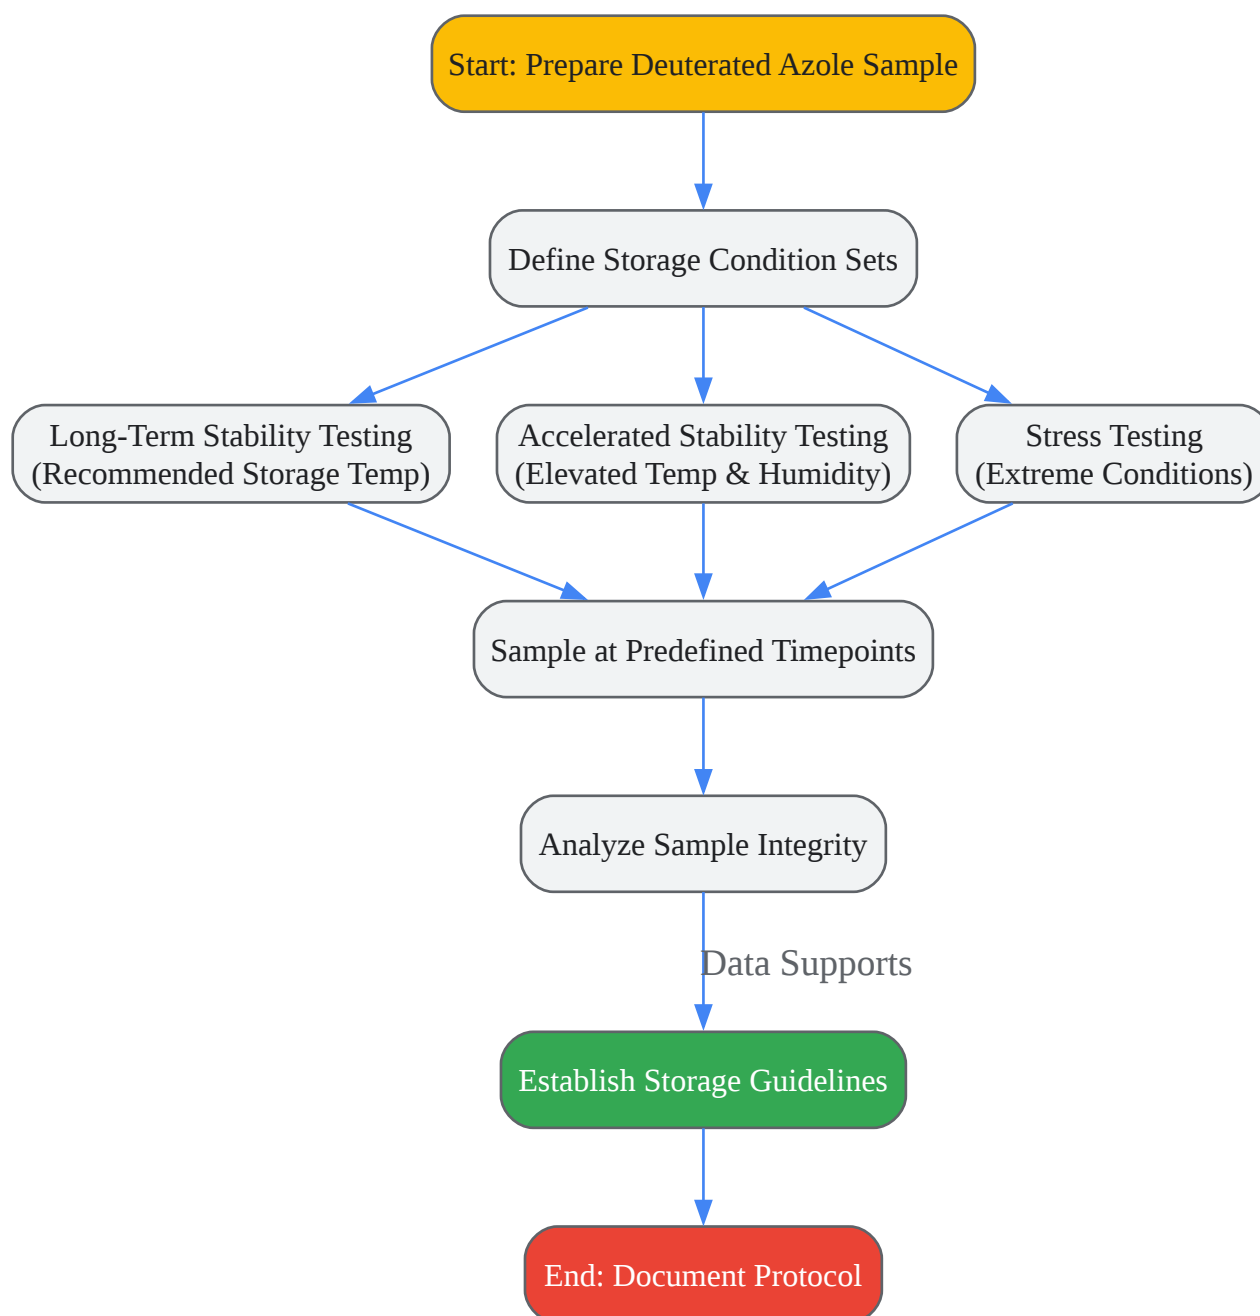 Start: Prepare Deuterated Azole Sample
Define Storage Condition Sets
Long-Term Stability Testing
(Recommended Storage Temp)
Accelerated Stability Testing
(Elevated Temp & Humidity)
Stress Testing
(Extreme Conditions)
Sample at Predefined Timepoints
Analyze Sample Integrity
Data Supports
Establish Storage Guidelines
End: Document Protocol